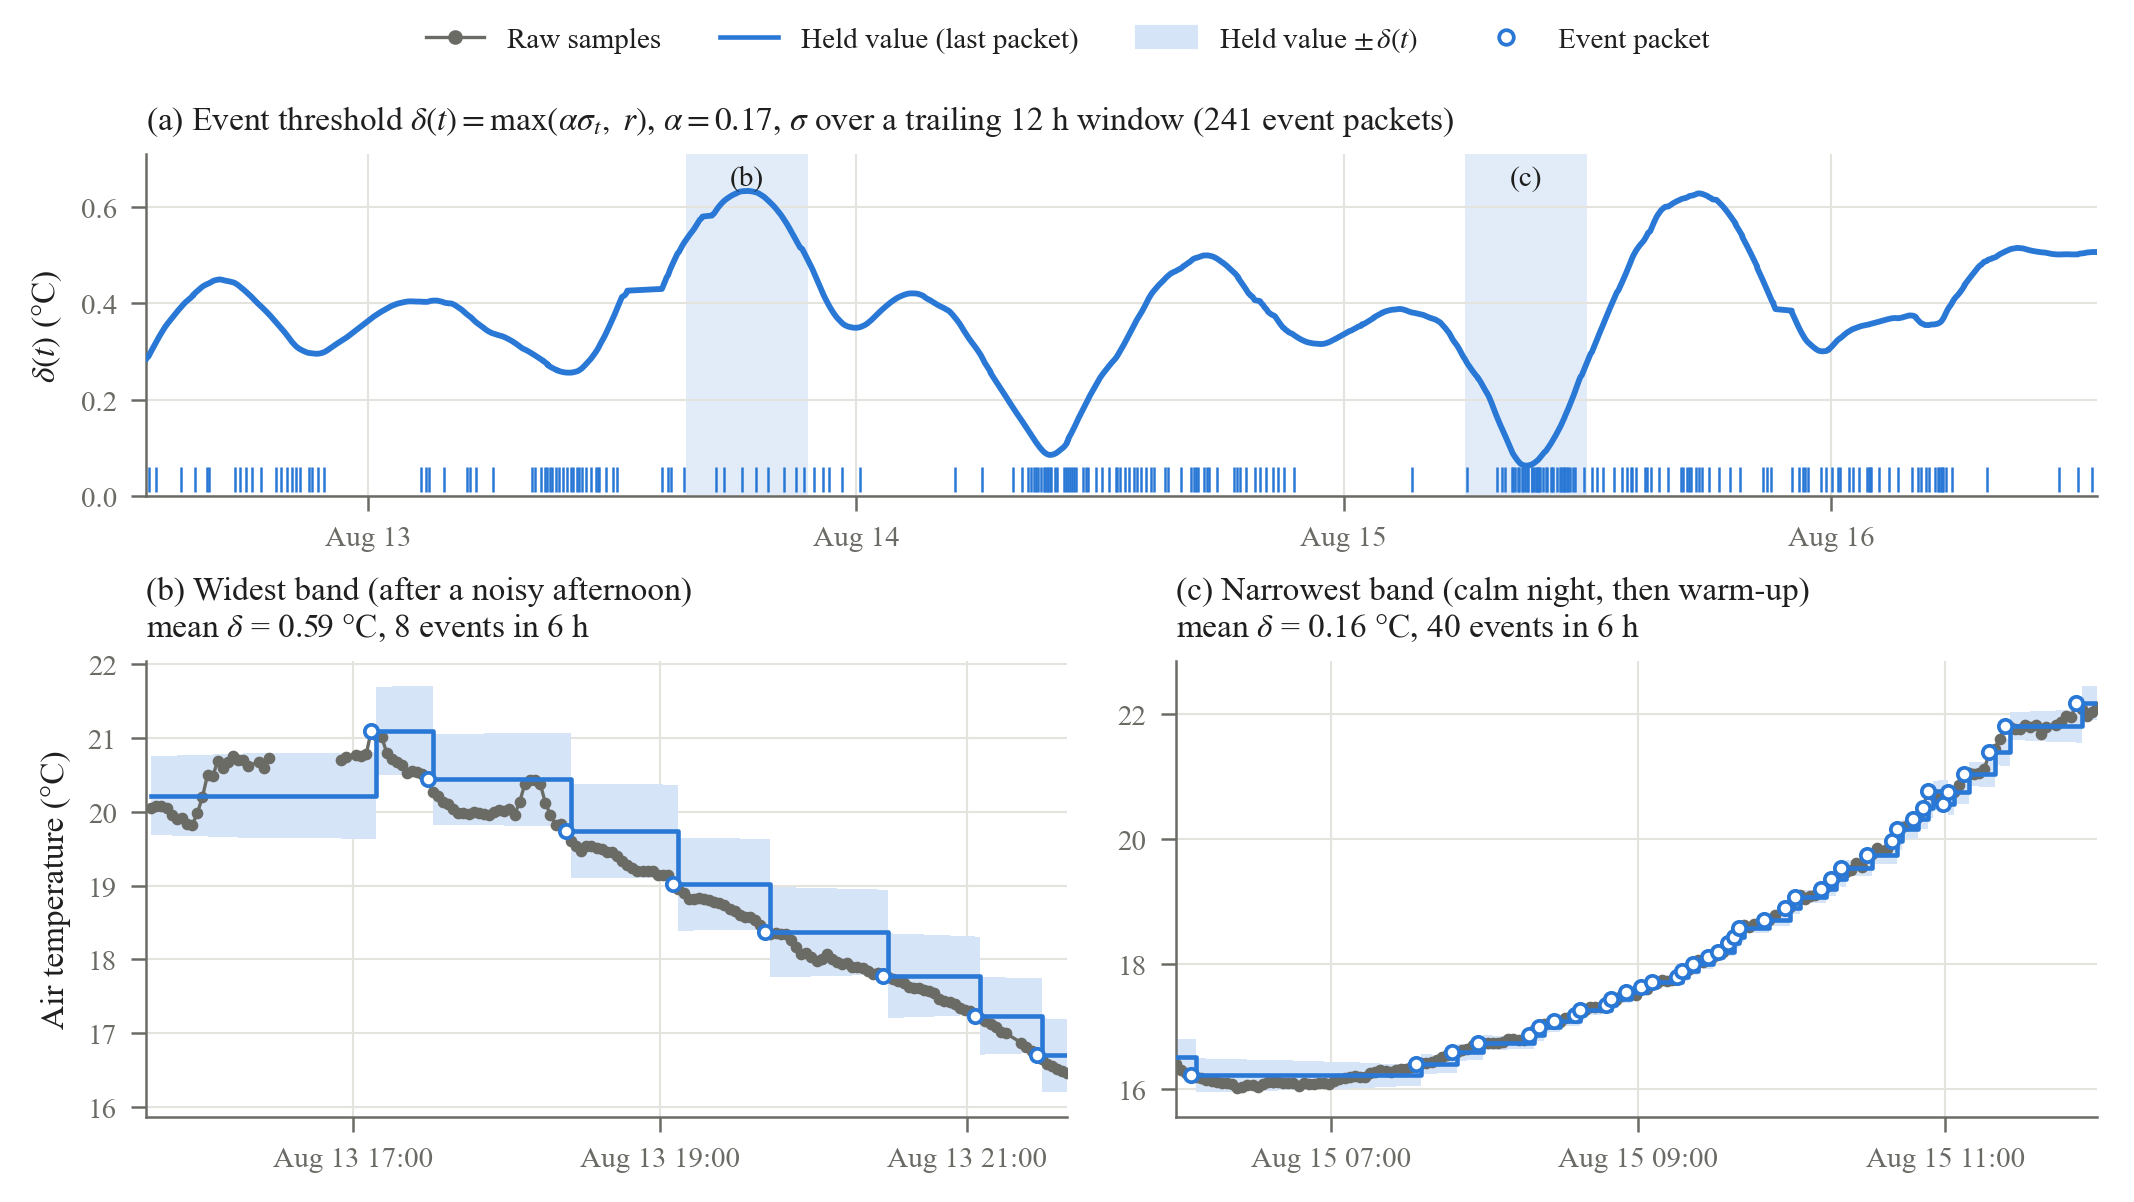 Raw samples
Held value (last packet)
Held value ± δ(t)
Event packet
(a) Event threshold δ(t) = max(ασₜ, r), α = 0.17, σ over a trailing 12 h window (241 event packets)
(b)
(c)
δ(t) (°C)
0.6
0.4
0.2
0.0
Aug 13
Aug 14
Aug 15
Aug 16
(b) Widest band (after a noisy afternoon)
mean δ = 0.59 °C, 8 events in 6 h
Air temperature (°C)
22
21
20
19
18
17
16
Aug 13 17:00
Aug 13 19:00
Aug 13 21:00
(c) Narrowest band (calm night, then warm-up)
mean δ = 0.16 °C, 40 events in 6 h
22
20
18
16
Aug 15 07:00
Aug 15 09:00
Aug 15 11:00